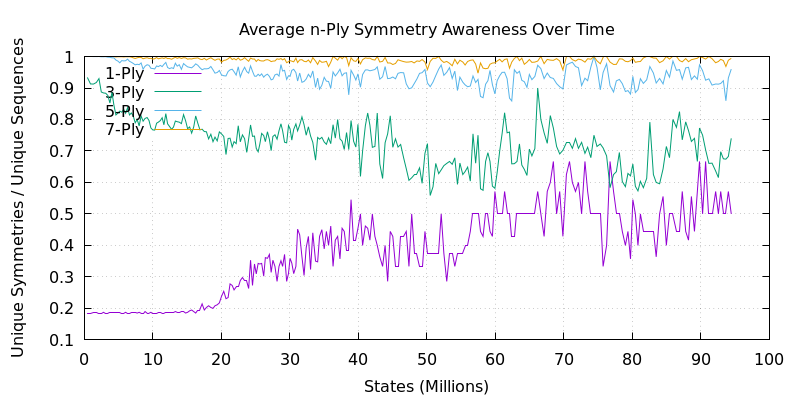 Average n-Ply Symmetry Awareness Over Time
Unique Symmetries / Unique Sequences
1
0.9
0.8
0.7
0.6
0.5
0.4
0.3
0.2
0.1
1-Ply
3-Ply
5-Ply
7-Ply
0 10 20 30 40 50 60 70 80 90 100
States (Millions)